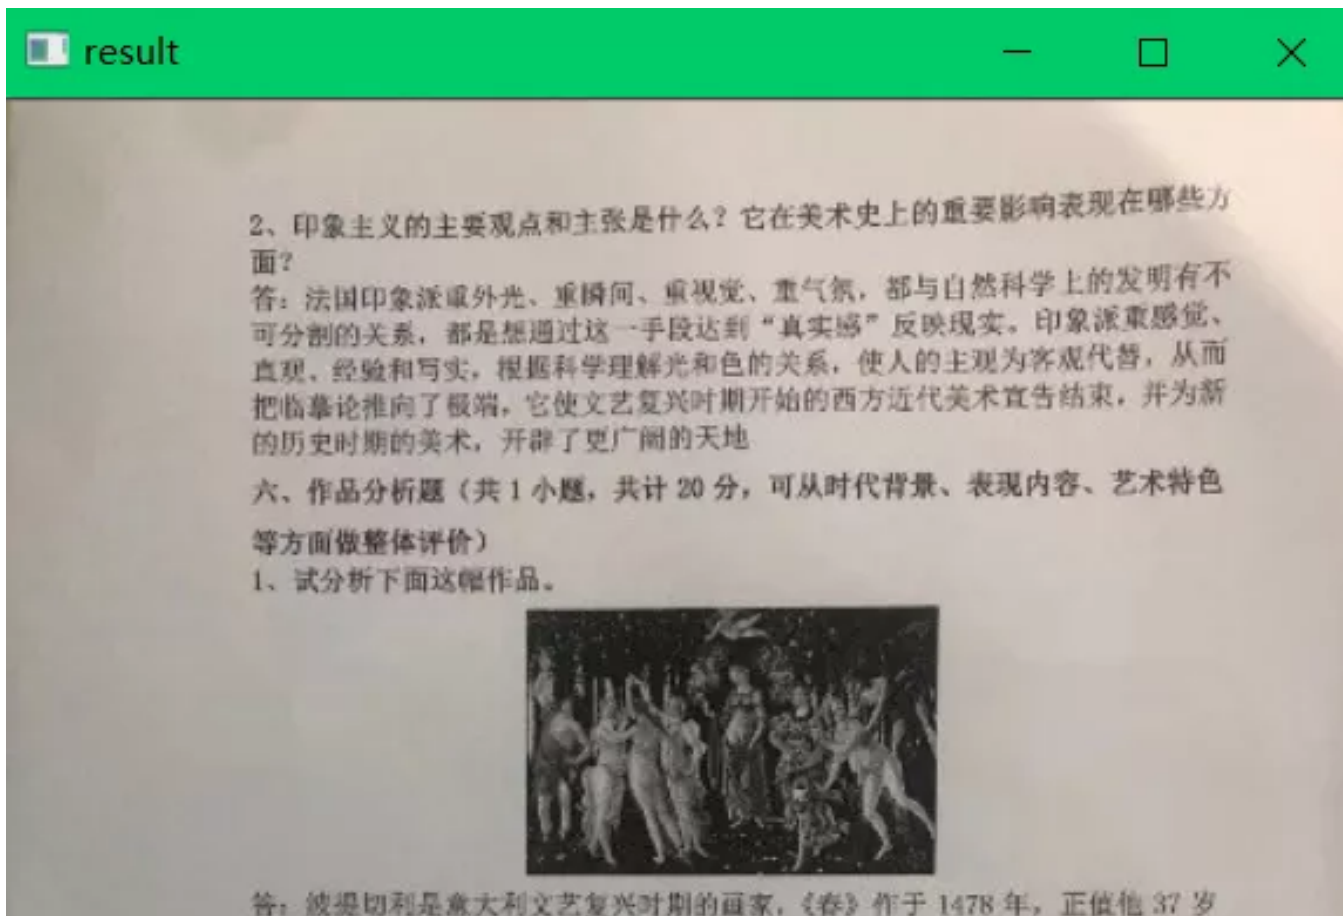 result
2、印象主义的主要观点和主张是什么？它在美术史上的重要影响表现在哪些方
面？
答：法国印象派重外光、重瞬间、重视觉、重气氛，都与自然科学上的发明有不
可分割的关系，都是想通过这一手段达到“真实感”反映现实。印象派重感觉、
直观、经验和写实，根据科学理解光和色的关系，使人的主观为客观代替，从而
把临摹论推向了极端，它使文艺复兴时期开始的西方近代美术宣告结束，并为新
的历史时期的美术，开辟了更广阔的天地
六、作品分析题（共1小题，共计20分，可从时代背景、表现内容、艺术特色
等方面做整体评价）
1、试分析下面这幅作品。
答：彼提切利是意大利文艺复兴时期的画家，《春》作于1478年，正值他37岁